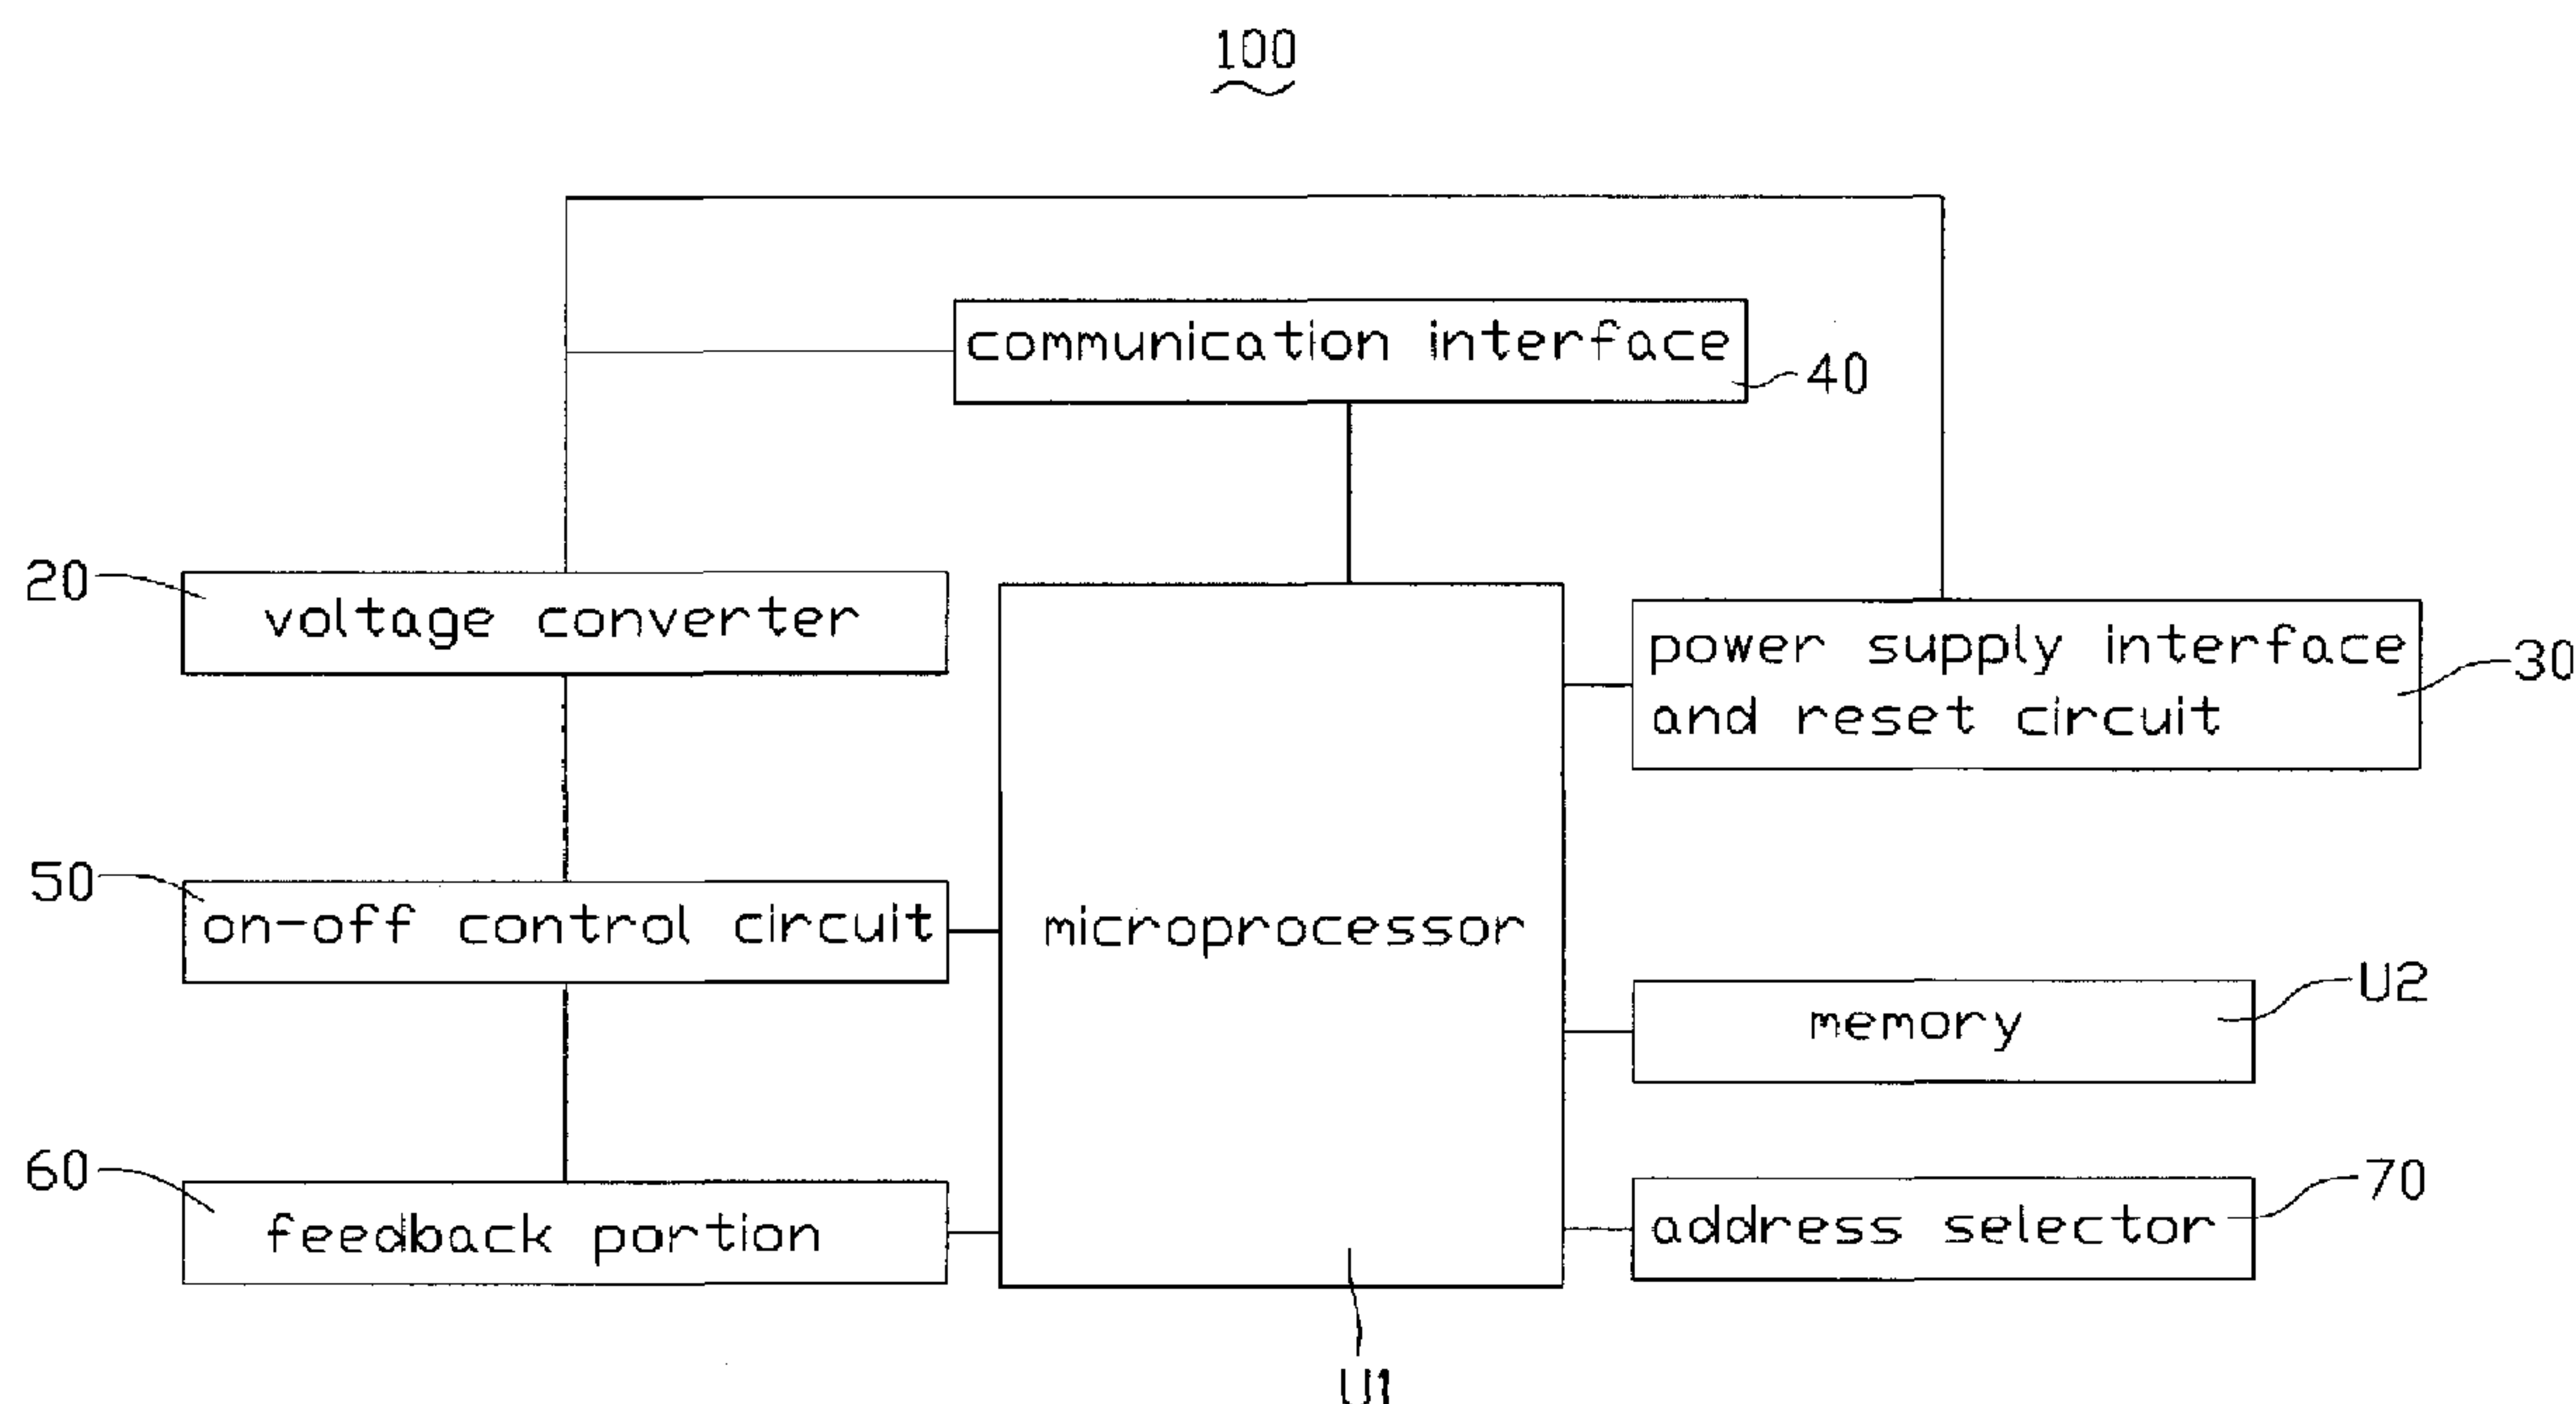 100
communication interface
40
20
voltage converter
power supply interface
and reset circuit
30
50
on-off control circuit
microprocessor
memory
U2
60
feedback portion
address selector
70
U1